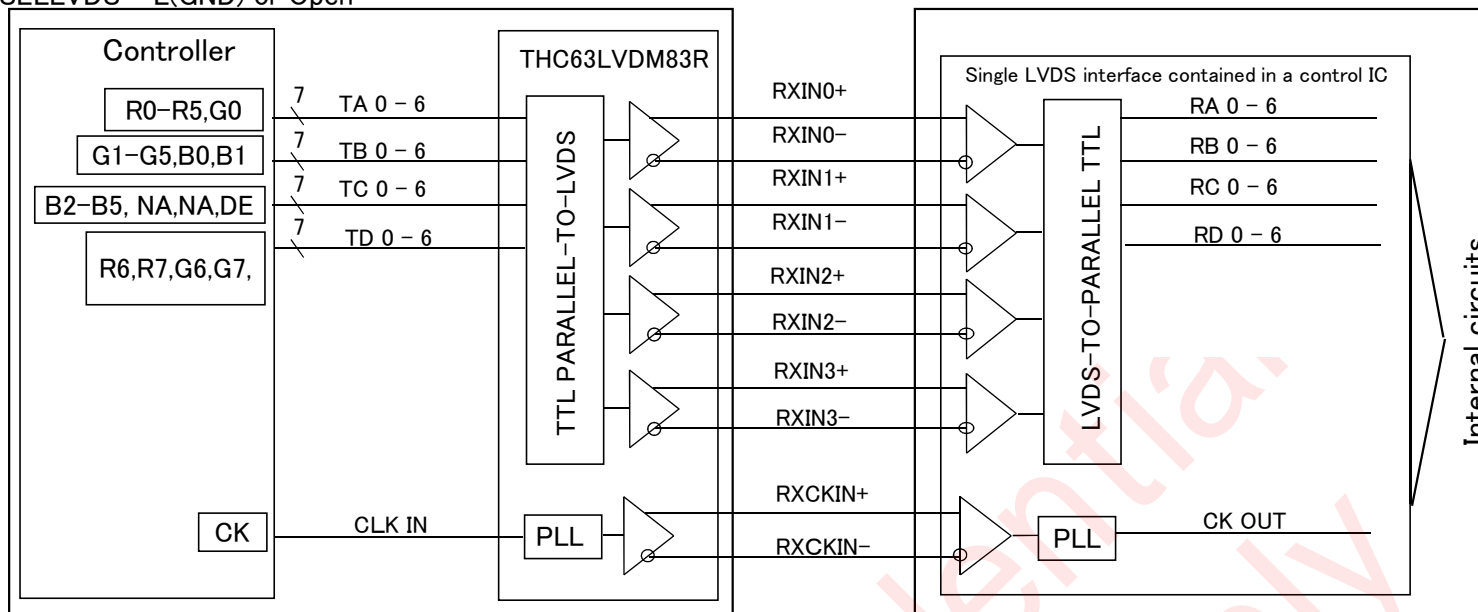 L(GND) or Open
Controller
THC63LVDM83R
Single LVDS interface contained in a control IC
R0-R5,G0
7
TA 0 - 6
RXIN0+
RA 0 - 6
G1-G5,B0,B1
7
TB 0 - 6
RXIN0-
RB 0 - 6
B2-B5, NA,NA,DE
7
TC 0 - 6
RXIN1+
RC 0 - 6
R6,R7,G6,G7,
7
TD 0 - 6
RXIN1-
RD 0 - 6
TTL PARALLEL-TO-LVDS
LVDS-TO-PARALLEL TTL
RXIN2+
RXIN2-
RXIN3+
RXIN3-
Internal circuits
CK
CLK IN
PLL
RXCKIN+
RXCKIN-
PLL
CK OUT